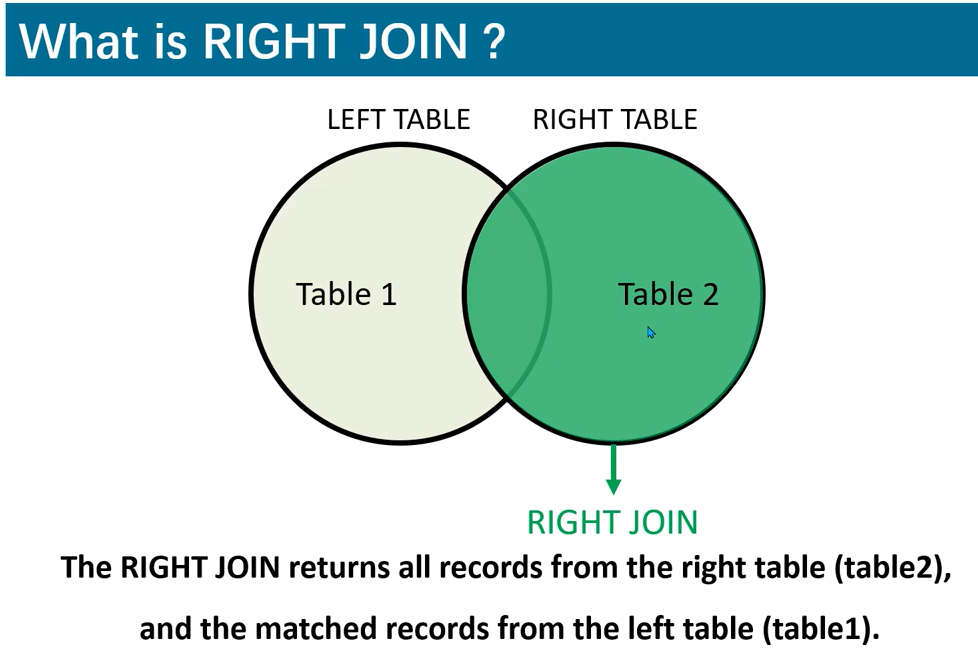 What is RIGHT JOIN ?
LEFT TABLE
RIGHT TABLE
Table 1
Table 2
RIGHT JOIN
The RIGHT JOIN returns all records from the right table (table2),
and the matched records from the left table (table1).